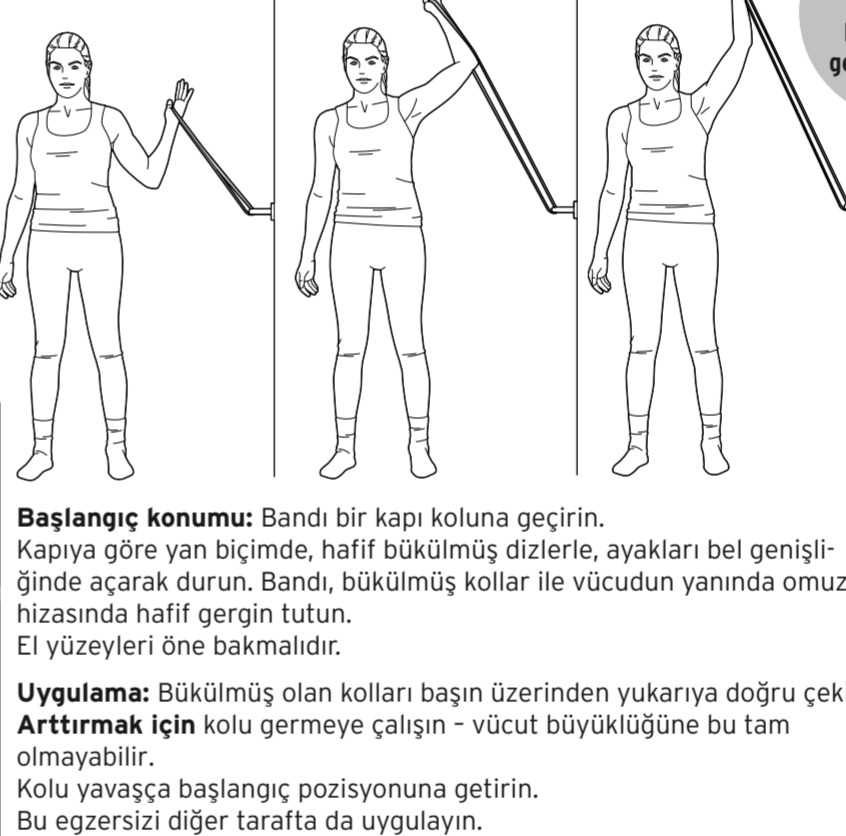 Başlangıç konumu: Bandı bir kapı koluna geçirin.
Kapıya göre yan biçimde, hafif bükülmüş dizlerle, ayakları bel genişli-
ğinde açarak durun. Bandı, bükülmüş kollar ile vücudun yanında omuz
hizasında hafif gergin tutun.
El yüzeyleri öne bakmalıdır.
Uygulama: Bükülmüş olan kolları başın üzerinden yukarıya doğru
Arttırmak için kolu germeye çalışın – vücut büyüklüğüne bu tam
olmayabilir.
Kolu yavaşça başlangıç pozisyonuna getirin.
Bu egzersizi diğer tarafta da uygulayın.